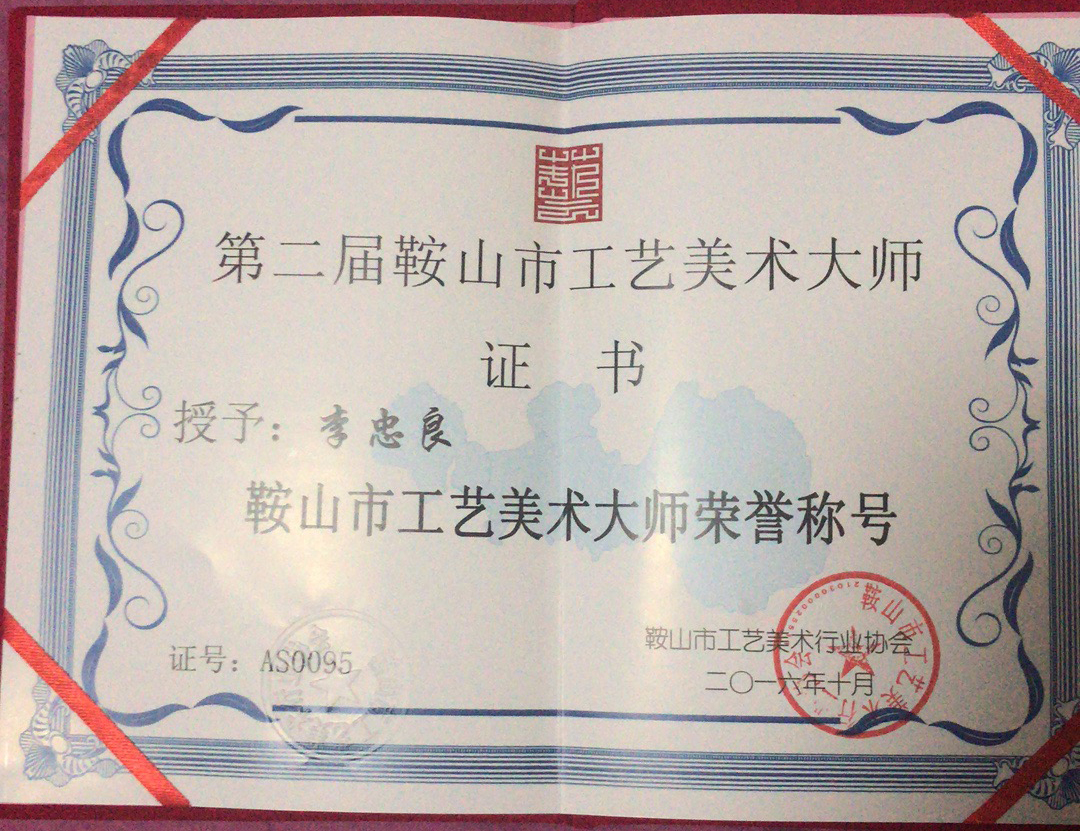 第二届鞍山市工艺美术大师
证 书
授予：李忠良
鞍山市工艺美术大师荣誉称号
证号：AS0095
鞍山市工艺美术行业协会
二〇一六年十月